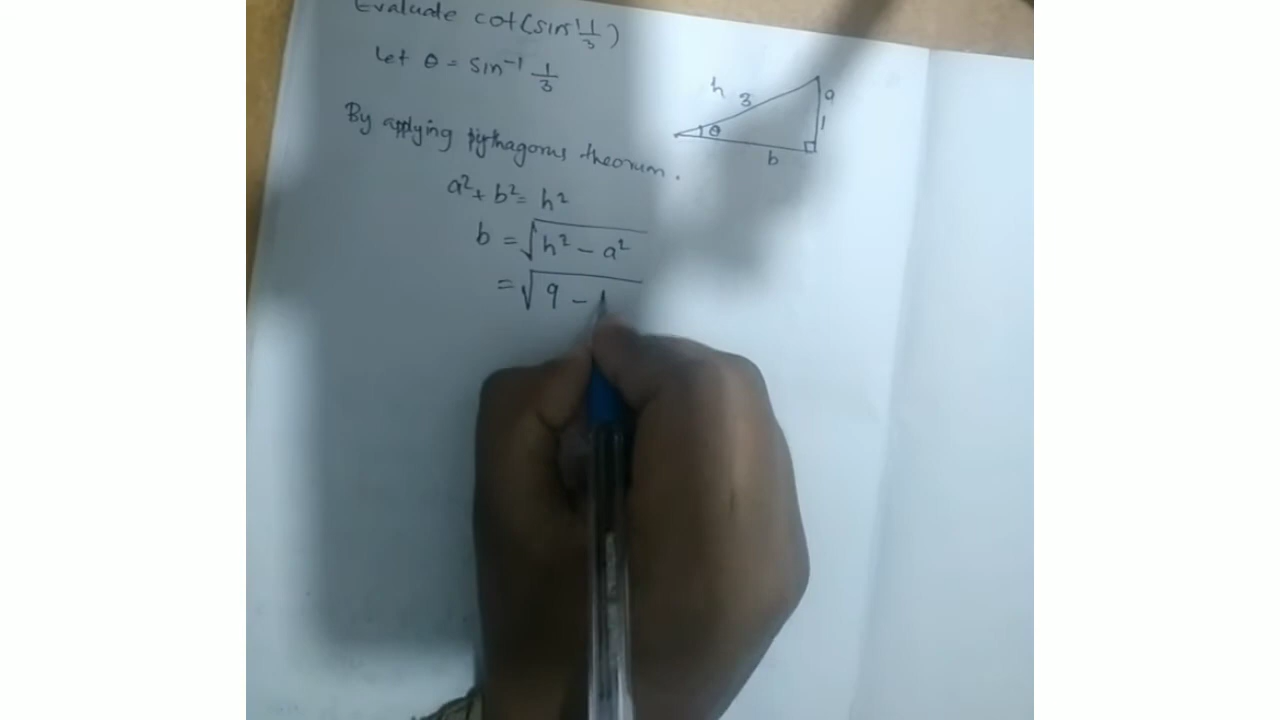 Evaluate cot(sin⁻¹ 1/3)
Let θ = sin⁻¹ 1/3
h 3 a
1
θ
b
By applying pythagorus theorum.
a² + b² = h²
b = √(h² − a²)
= √(9 − 1